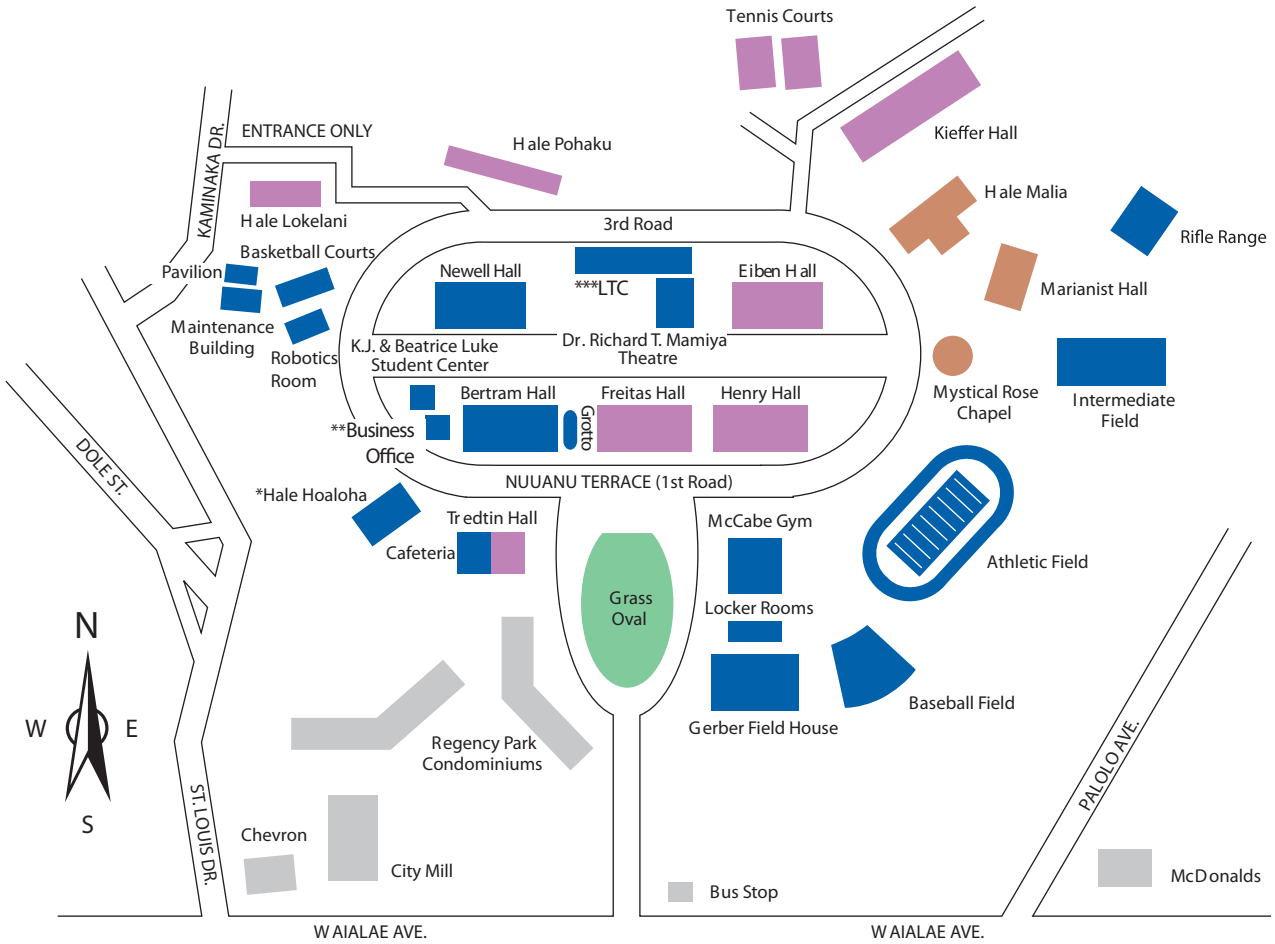 Tennis Courts
Kieffer Hall
ENTRANCE ONLY
KAMINAKA DR.
Hale Pohaku
Hale Lokelani
Hale Malia
Rifle Range
3rd Road
Basketball Courts
Pavilion
Newell Hall
***LTC
Eiben Hall
Marianist Hall
Maintenance
Building
Robotics
Room
K.J. & Beatrice Luke
Student Center
Dr. Richard T. Mamiya
Theatre
Mystical Rose
Chapel
Intermediate
Field
Bertram Hall
Grotto
Freitas Hall
Henry Hall
**Business
Office
DOLE ST.
NUUANU TERRACE (1st Road)
*Hale Hoaloha
Tredtin Hall
Cafeteria
McCabe Gym
Athletic Field
Grass
Oval
Locker Rooms
Baseball Field
Gerber Field House
N
W
E
S
Regency Park
Condominiums
PALOLO AVE.
ST. LOUIS DR.
Chevron
City Mill
Bus Stop
McDonalds
WAIALAE AVE.
WAIALAE AVE.